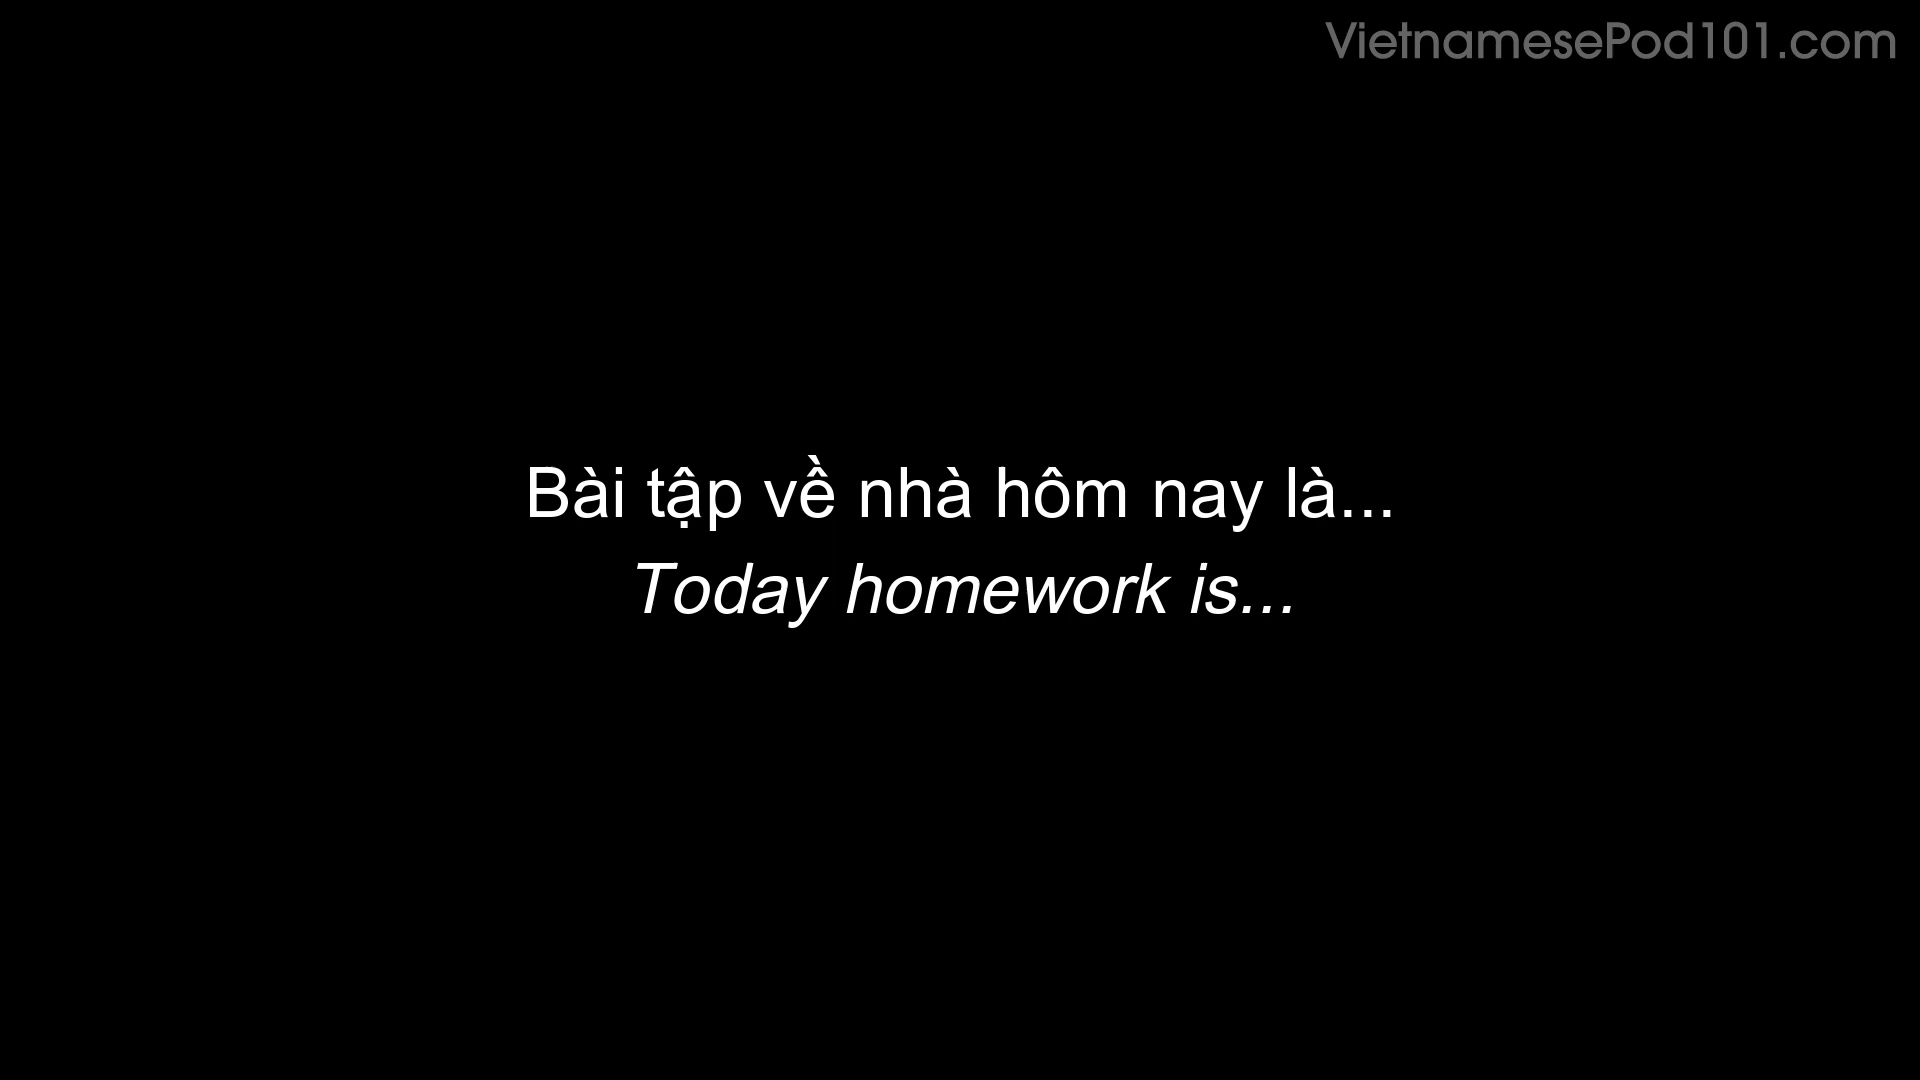 VietnamesePod101.com
Bài tập về nhà hôm nay là...
Today homework is...